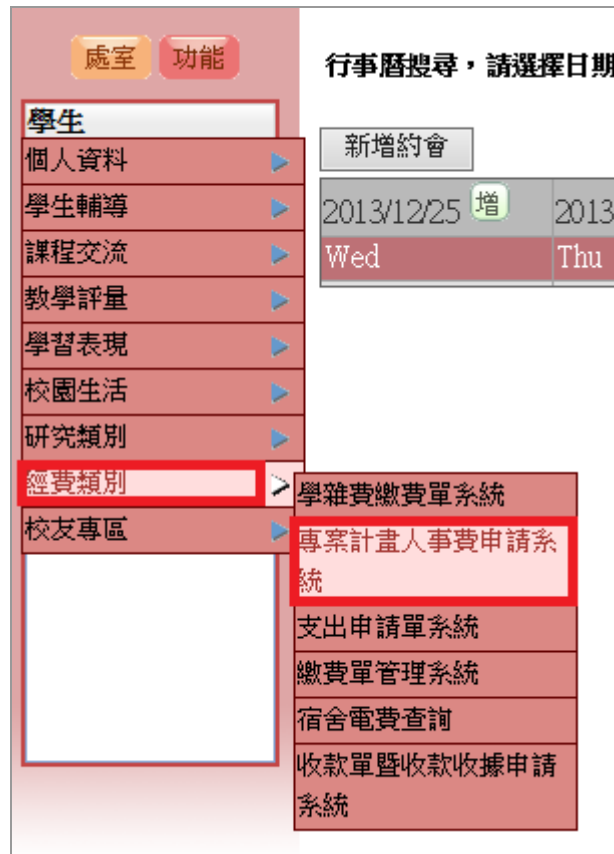 處室 功能
行事曆搜尋，請選擇日期
學生
新增約會
個人資料
學生輔導
2013/12/25 增 2013
課程交流
Wed Thu
教學評量
學習表現
校園生活
研究類別
經費類別
校友專區
學雜費繳費單系統
專案計畫人事費申請系
統
支出申請單系統
繳費單管理系統
宿舍電費查詢
收款單暨收款收據申請
系統